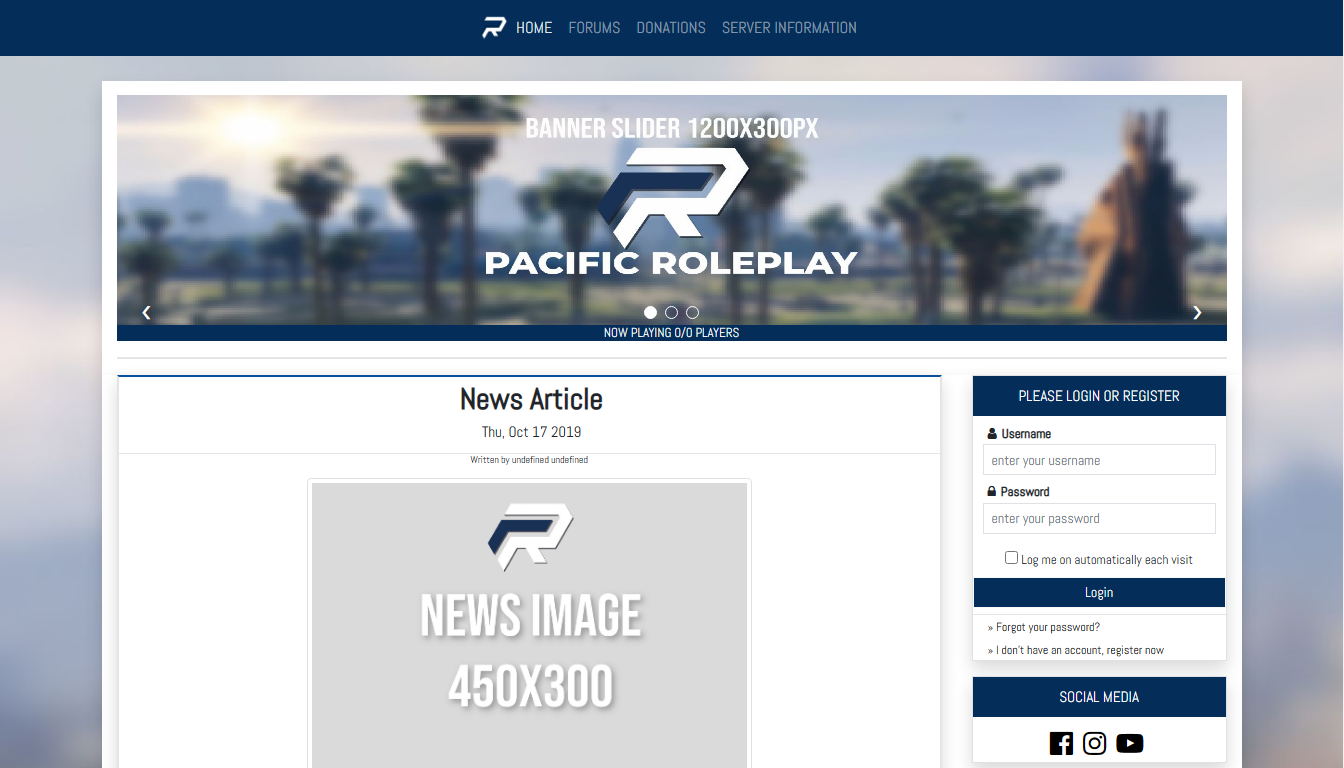 HOME FORUMS DONATIONS SERVER INFORMATION
BANNER SLIDER 1200X300PX
PACIFIC ROLEPLAY
‹ ›
NOW PLAYING 0/0 PLAYERS
News Article
Thu, Oct 17 2019
Written by undefined undefined
NEWS IMAGE
450X300
PLEASE LOGIN OR REGISTER
Username
enter your username
Password
enter your password
Log me on automatically each visit
Login
» Forgot your password?
» I don't have an account, register now
SOCIAL MEDIA